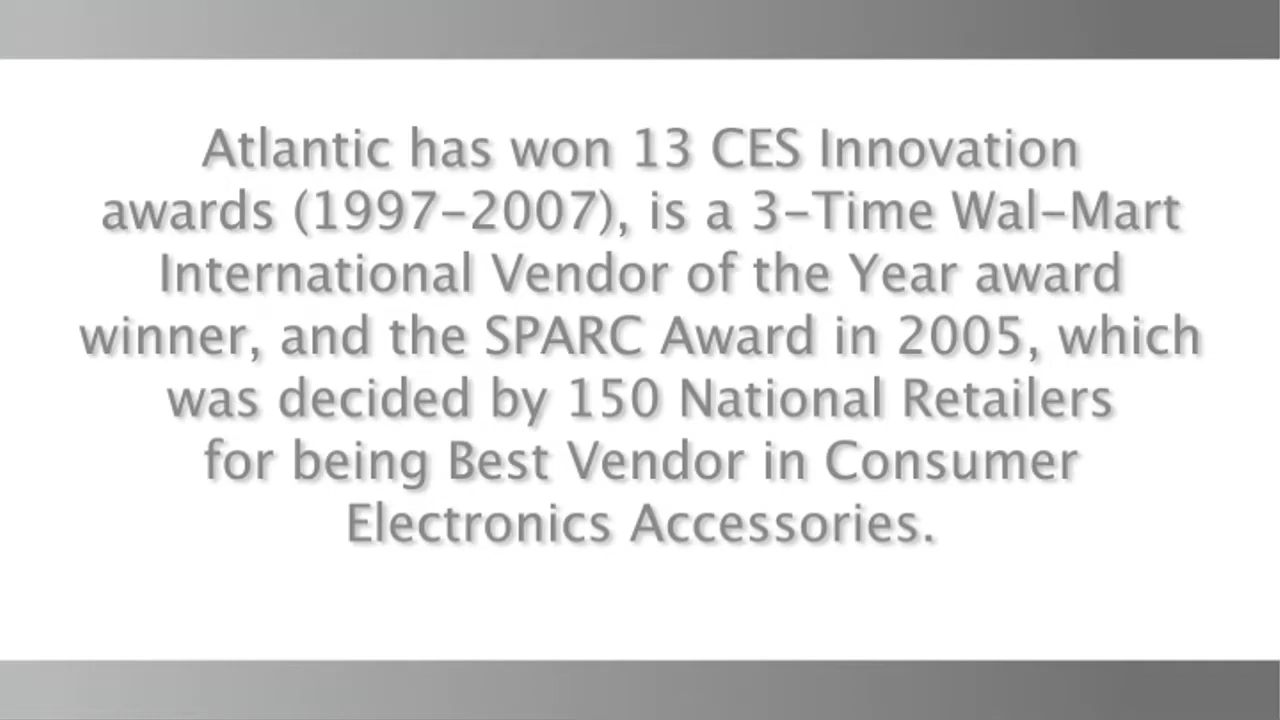 Atlantic has won 13 CES Innovation
awards (1997-2007), is a 3-Time Wal-Mart
International Vendor of the Year award
winner, and the SPARC Award in 2005, which
was decided by 150 National Retailers
for being Best Vendor in Consumer
Electronics Accessories.